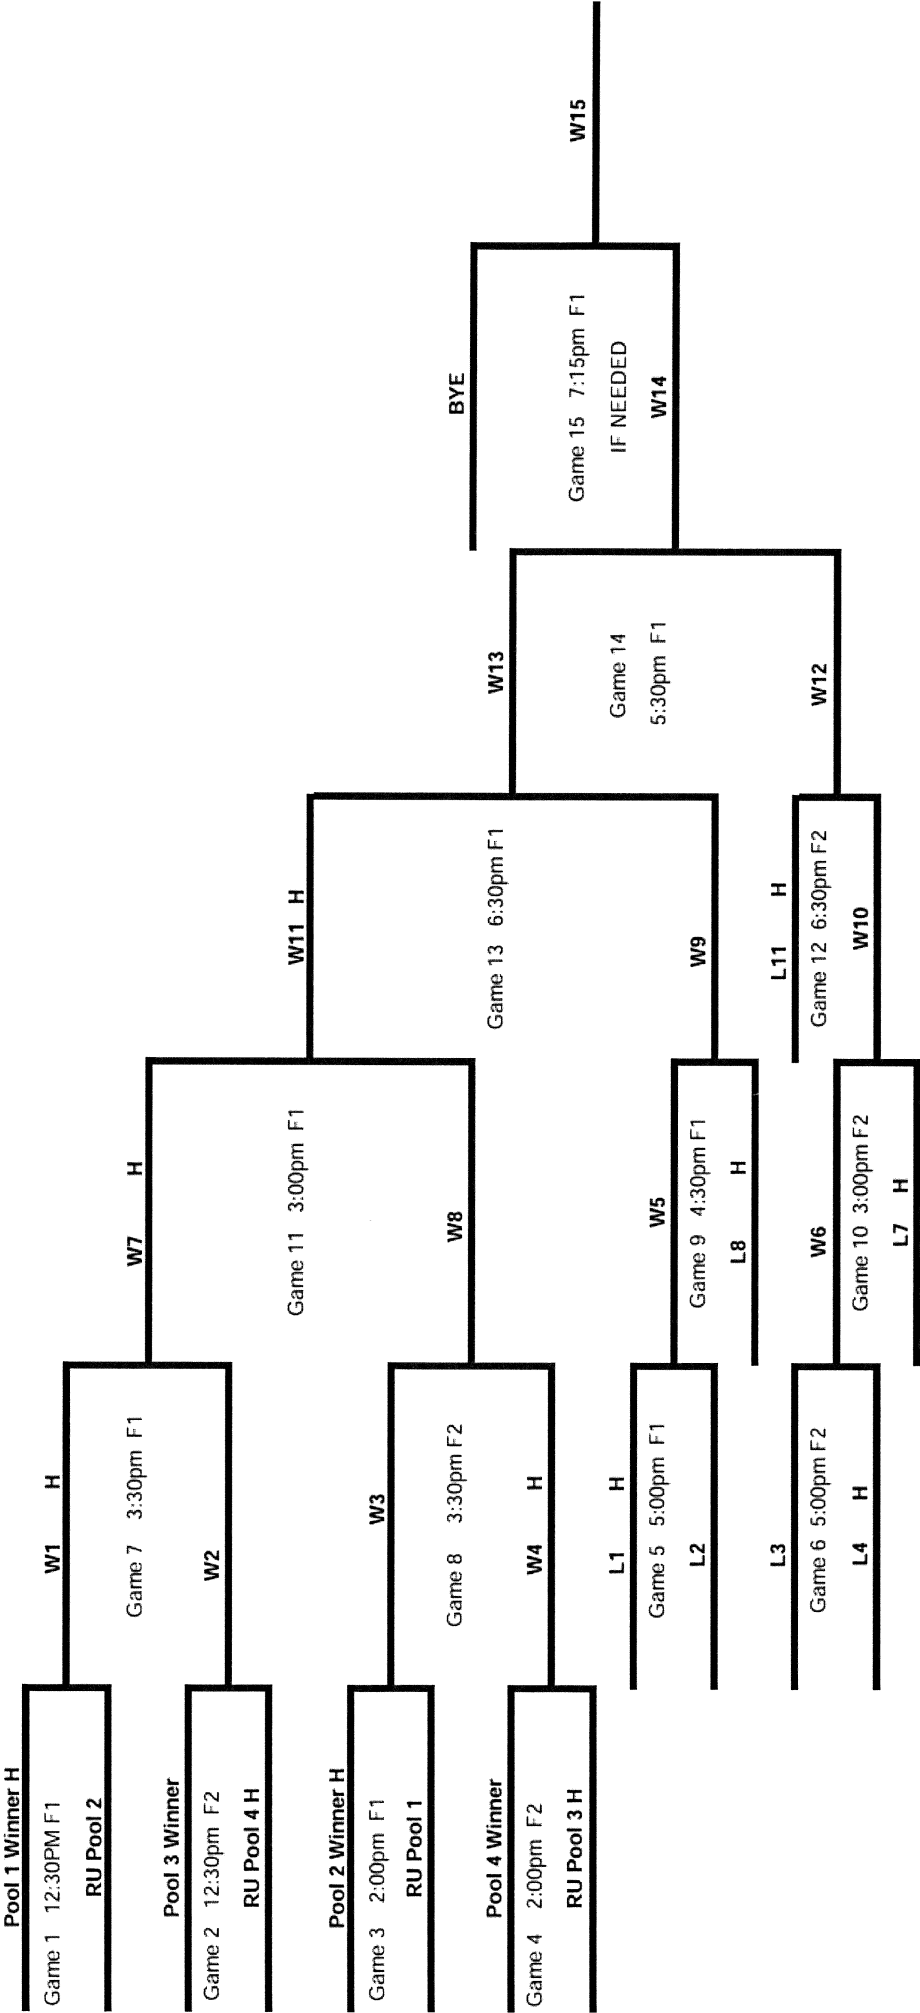 Pool 1 Winner H
Game 1 12:30PM F1
RU Pool 2
Pool 3 Winner
Game 2 12:30pm F2
RU Pool 4 H
Pool 2 Winner H
Game 3 2:00pm F1
RU Pool 1
Pool 4 Winner
Game 4 2:00pm F2
RU Pool 3 H
W1 H
Game 7 3:30pm F1
W2
W3
Game 8 3:30pm F2
W4 H
L1 H
Game 5 5:00pm F1
L2
L3
Game 6 5:00pm F2
L4 H
W7 H
Game 11 3:00pm F1
W8
W5
Game 9 4:30pm F1
L8 H
W6
Game 10 3:00pm F2
L7 H
W11 H
Game 13 6:30pm F1
W9
L11 H
Game 12 6:30pm F2
W10
W13
Game 14
5:30pm F1
W12
BYE
Game 15 7:15pm F1
IF NEEDED
W14
W15